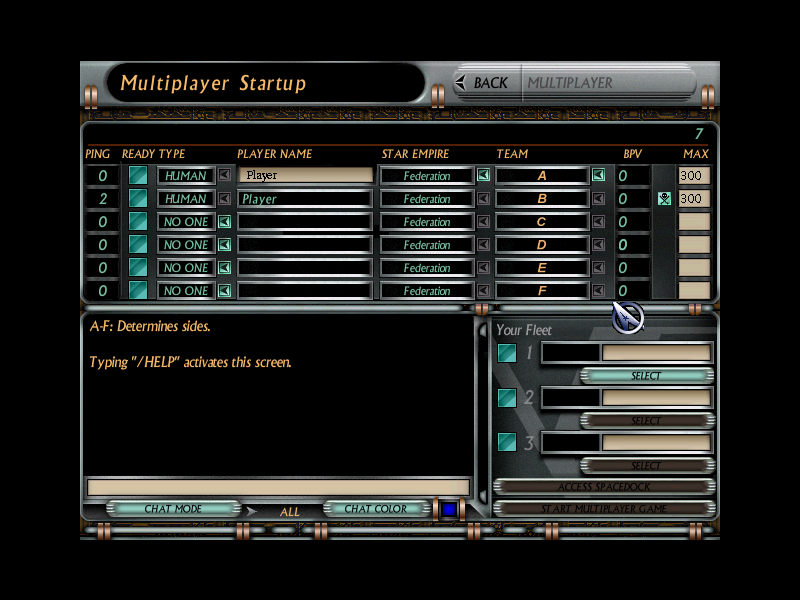 Multiplayer Startup BACK MULTIPLAYER
7
PING READY TYPE PLAYER NAME STAR EMPIRE TEAM BPV MAX
0 HUMAN Player Federation A 0 300
2 HUMAN Player Federation B 0 300
0 NO ONE Federation C 0
0 NO ONE Federation D 0
0 NO ONE Federation E 0
0 NO ONE Federation F 0
A-F: Determines sides.
Typing "/HELP" activates this screen.
Your Fleet
1
SELECT
2
SELECT
3
SELECT
ACCESS SPACEDOCK
START MULTIPLAYER GAME
CHAT MODE ALL CHAT COLOR